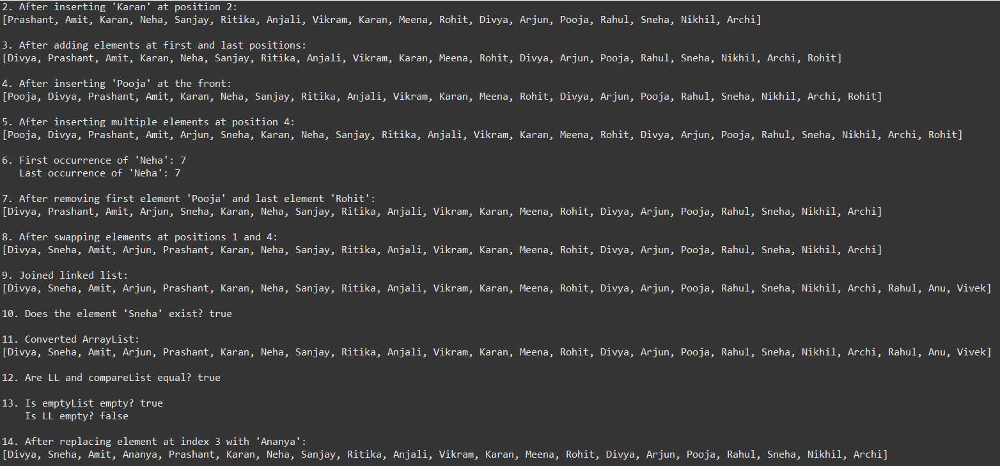 2. After inserting 'Karan' at position 2:
[Prashant, Amit, Karan, Neha, Sanjay, Ritika, Anjali, Vikram, Karan, Meena, Rohit, Divya, Arjun, Pooja, Rahul, Sneha, Nikhil, Archi]
3. After adding elements at first and last positions:
[Divya, Prashant, Amit, Karan, Neha, Sanjay, Ritika, Anjali, Vikram, Karan, Meena, Rohit, Divya, Arjun, Pooja, Rahul, Sneha, Nikhil, Archi, Rohit]
4. After inserting 'Pooja' at the front:
[Pooja, Divya, Prashant, Amit, Karan, Neha, Sanjay, Ritika, Anjali, Vikram, Karan, Meena, Rohit, Divya, Arjun, Pooja, Rahul, Sneha, Nikhil, Archi, Rohit]
5. After inserting multiple elements at position 4:
[Pooja, Divya, Prashant, Amit, Arjun, Sneha, Karan, Neha, Sanjay, Ritika, Anjali, Vikram, Karan, Meena, Rohit, Divya, Arjun, Pooja, Rahul, Sneha, Nikhil, Archi, Rohit]
6. First occurrence of 'Neha': 7
Last occurrence of 'Neha': 7
7. After removing first element 'Pooja' and last element 'Rohit':
[Divya, Prashant, Amit, Arjun, Sneha, Karan, Neha, Sanjay, Ritika, Anjali, Vikram, Karan, Meena, Rohit, Divya, Arjun, Pooja, Rahul, Sneha, Nikhil, Archi]
8. After swapping elements at positions 1 and 4:
[Divya, Sneha, Amit, Arjun, Prashant, Karan, Neha, Sanjay, Ritika, Anjali, Vikram, Karan, Meena, Rohit, Divya, Arjun, Pooja, Rahul, Sneha, Nikhil, Archi]
9. Joined linked list:
[Divya, Sneha, Amit, Arjun, Prashant, Karan, Neha, Sanjay, Ritika, Anjali, Vikram, Karan, Meena, Rohit, Divya, Arjun, Pooja, Rahul, Sneha, Nikhil, Archi, Rahul, Anu, Vivek]
10. Does the element 'Sneha' exist? true
11. Converted ArrayList:
[Divya, Sneha, Amit, Arjun, Prashant, Karan, Neha, Sanjay, Ritika, Anjali, Vikram, Karan, Meena, Rohit, Divya, Arjun, Pooja, Rahul, Sneha, Nikhil, Archi, Rahul, Anu, Vivek]
12. Are LL and compareList equal? true
13. Is emptyList empty? true
Is LL empty? false
14. After replacing element at index 3 with 'Ananya':
[Divya, Sneha, Amit, Ananya, Prashant, Karan, Neha, Sanjay, Ritika, Anjali, Vikram, Karan, Meena, Rohit, Divya, Arjun, Pooja, Rahul, Sneha, Nikhil, Archi]